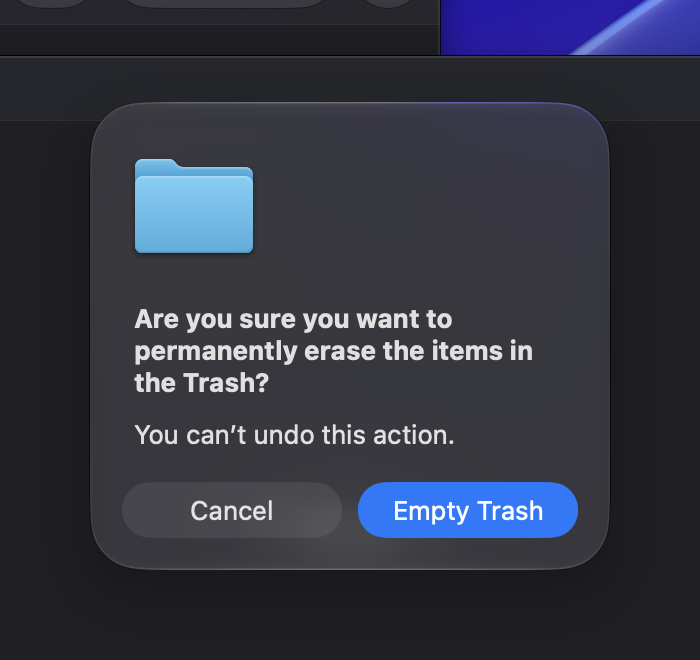 Are you sure you want to
permanently erase the items in
the Trash?
You can’t undo this action.
Cancel
Empty Trash